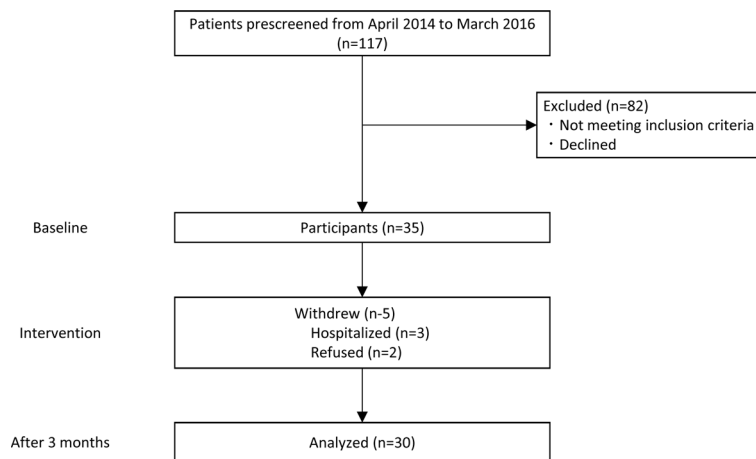 Patients prescreened from April 2014 to March 2016
(n=117)
Excluded (n=82)
・Not meeting inclusion criteria
・Declined
Baseline
Participants (n=35)
Intervention
Withdrew (n-5)
Hospitalized (n=3)
Refused (n=2)
After 3 months
Analyzed (n=30)